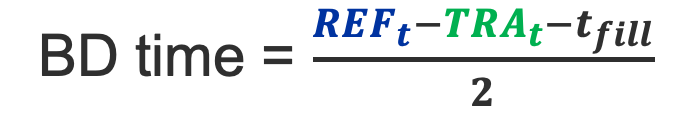 BD time = (REF_t − TRA_t − t_fill) / 2